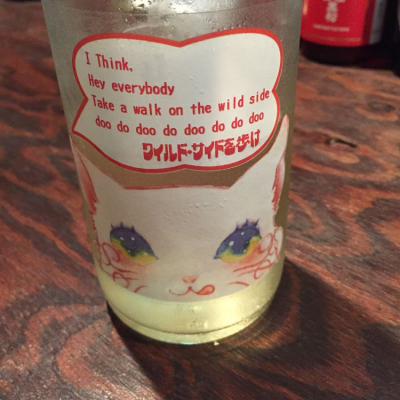 I Think,
Hey everybody
Take a walk on the wild side
doo do doo do doo do do doo
ワイルド・サイドを歩け